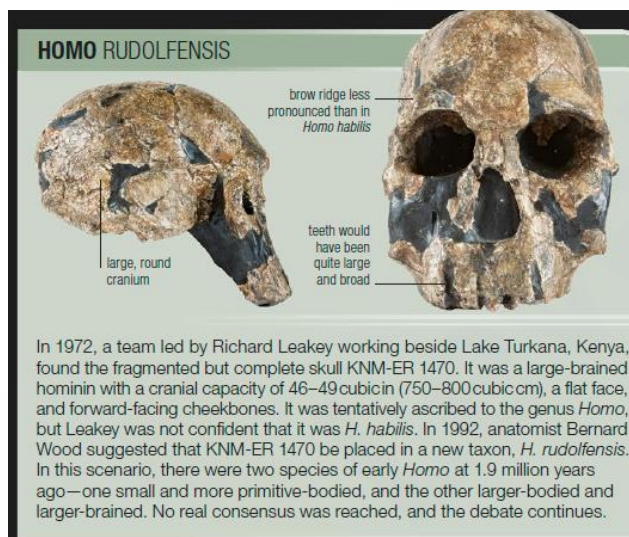 HOMO RUDOLFENSIS
brow ridge less
pronounced than in
Homo habilis
large, round
cranium
teeth would
have been
quite large
and broad
In 1972, a team led by Richard Leakey working beside Lake Turkana, Kenya,
found the fragmented but complete skull KNM-ER 1470. It was a large-brained
hominin with a cranial capacity of 46–49 cubic in (750–800 cubic cm), a flat face,
and forward-facing cheekbones. It was tentatively ascribed to the genus Homo,
but Leakey was not confident that it was H. habilis. In 1992, anatomist Bernard
Wood suggested that KNM-ER 1470 be placed in a new taxon, H. rudolfensis.
In this scenario, there were two species of early Homo at 1.9 million years
ago—one small and more primitive-bodied, and the other larger-bodied and
larger-brained. No real consensus was reached, and the debate continues.